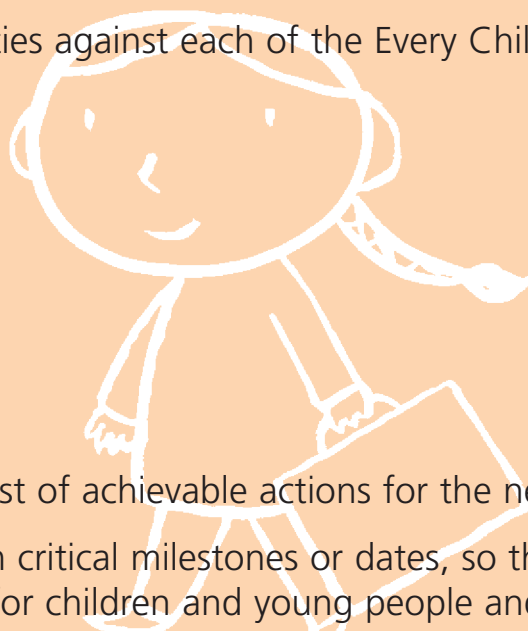 ties against each of the Every Chil
st of achievable actions for the ne
n critical milestones or dates, so th
or children and young people and